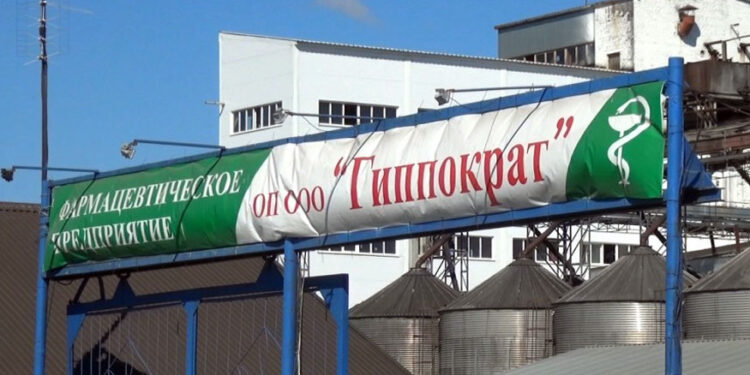 ФАРМАЦЕВТИЧЕСКОЕ
ПРЕДПРИЯТИЕ
ОП ООО "Гиппократ"